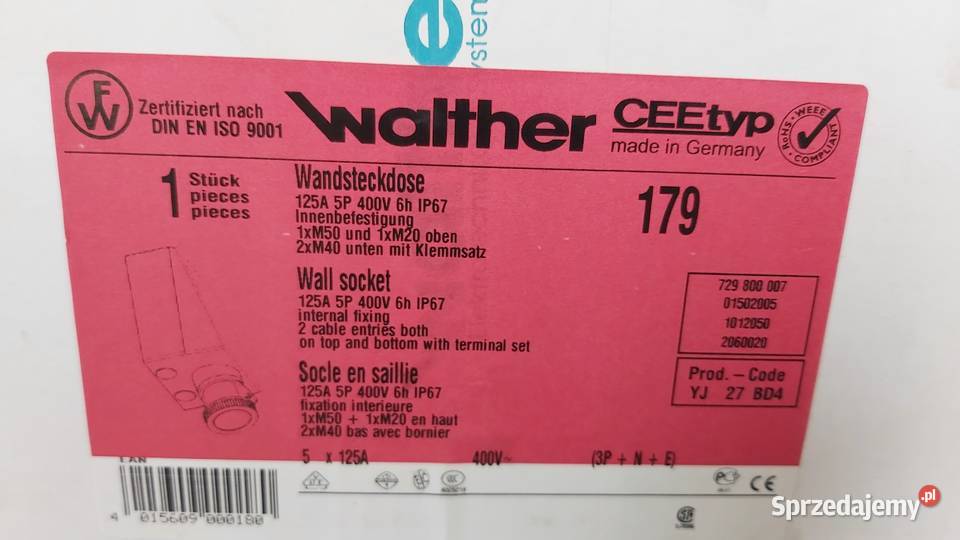 e
ystem
FW
Zertifiziert nach
DIN EN ISO 9001
Walther
CEEtyp
made in Germany
RoHS · WEEE
COMPLIANT
1
Stück
pieces
pieces
Wandsteckdose
125A 5P 400V 6h IP67
Innenbefestigung
1xM50 und 1xM20 oben
2xM40 unten mit Klemmsatz
179
Wall socket
125A 5P 400V 6h IP67
internal fixing
2 cable entries both
on top and bottom with terminal set
729 800 007
01502005
1012050
2060020
Socle en saillie
125A 5P 400V 6h IP67
fixation interieure
1xM50 + 1xM20 en haut
2xM40 bas avec bornier
Prod.-Code
YJ 27 BD4
5 x 125A 400V~ (3P + N + E)
EAN
4 015609 000180
CE
Sprzedajemy.pl